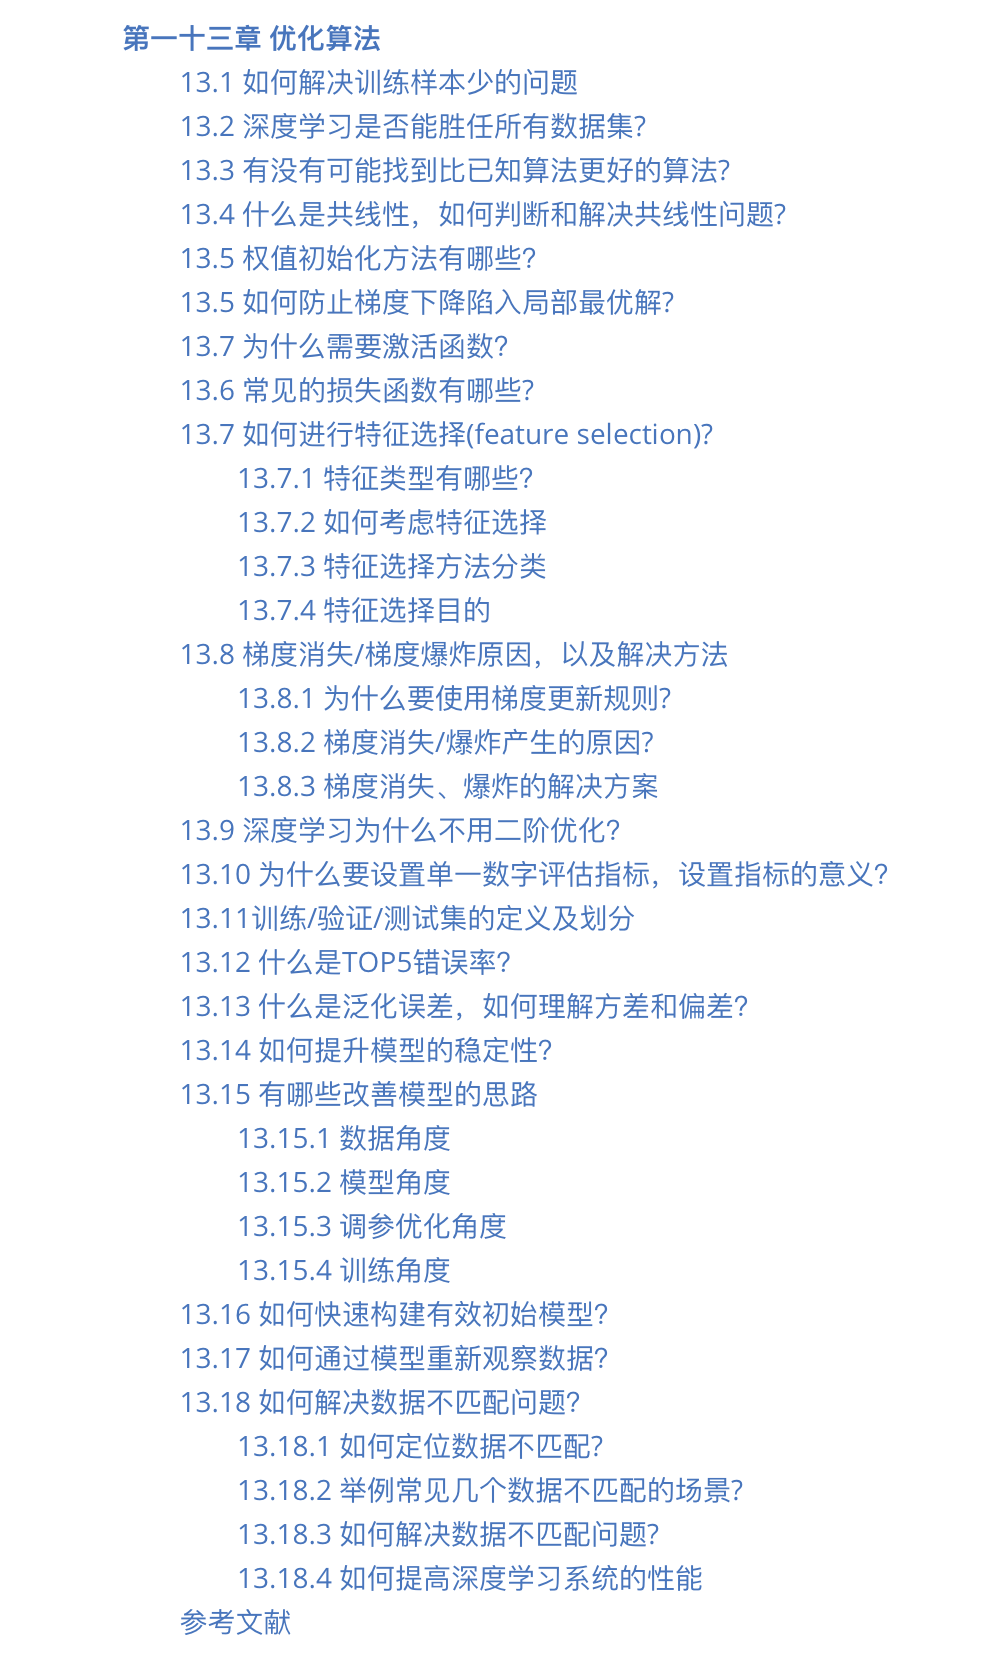 第一十三章 优化算法
13.1 如何解决训练样本少的问题
13.2 深度学习是否能胜任所有数据集?
13.3 有没有可能找到比已知算法更好的算法?
13.4 什么是共线性，如何判断和解决共线性问题?
13.5 权值初始化方法有哪些？
13.5 如何防止梯度下降陷入局部最优解?
13.7 为什么需要激活函数？
13.6 常见的损失函数有哪些?
13.7 如何进行特征选择(feature selection)?
13.7.1 特征类型有哪些？
13.7.2 如何考虑特征选择
13.7.3 特征选择方法分类
13.7.4 特征选择目的
13.8 梯度消失/梯度爆炸原因，以及解决方法
13.8.1 为什么要使用梯度更新规则?
13.8.2 梯度消失/爆炸产生的原因?
13.8.3 梯度消失、爆炸的解决方案
13.9 深度学习为什么不用二阶优化？
13.10 为什么要设置单一数字评估指标，设置指标的意义？
13.11训练/验证/测试集的定义及划分
13.12 什么是TOP5错误率？
13.13 什么是泛化误差，如何理解方差和偏差？
13.14 如何提升模型的稳定性？
13.15 有哪些改善模型的思路
13.15.1 数据角度
13.15.2 模型角度
13.15.3 调参优化角度
13.15.4 训练角度
13.16 如何快速构建有效初始模型？
13.17 如何通过模型重新观察数据？
13.18 如何解决数据不匹配问题？
13.18.1 如何定位数据不匹配?
13.18.2 举例常见几个数据不匹配的场景?
13.18.3 如何解决数据不匹配问题?
13.18.4 如何提高深度学习系统的性能
参考文献